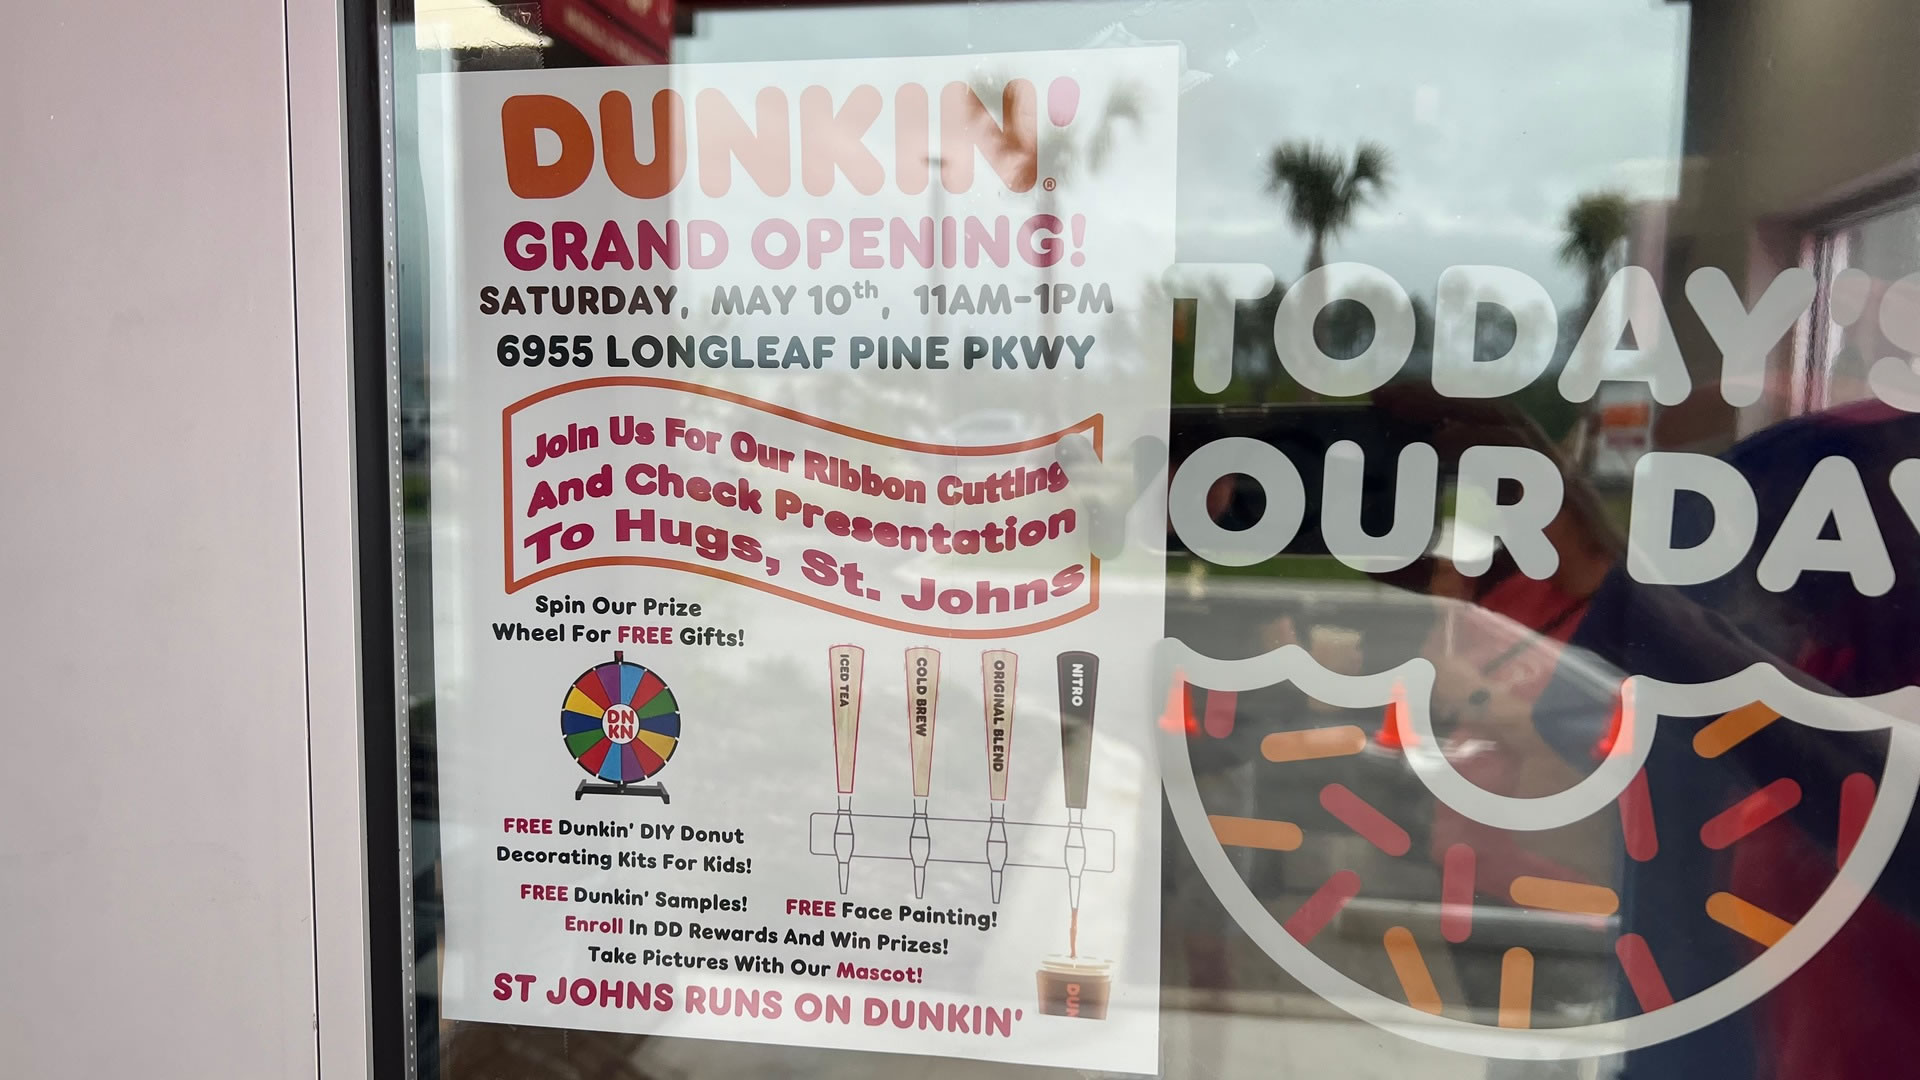 DUNKIN'®
GRAND OPENING!
SATURDAY, MAY 10th, 11AM-1PM
6955 LONGLEAF PINE PKWY
Join Us For Our Ribbon Cutting
And Check Presentation
To Hugs, St. Johns
Spin Our Prize
Wheel For FREE Gifts!
DN
KN
ICED TEA
COLD BREW
ORIGINAL BLEND
NITRO
FREE Dunkin' DIY Donut
Decorating Kits For Kids!
FREE Dunkin' Samples!
FREE Face Painting!
Enroll In DD Rewards And Win Prizes!
Take Pictures With Our Mascot!
ST JOHNS RUNS ON DUNKIN'
DUN
TODAY'S
YOUR DAY